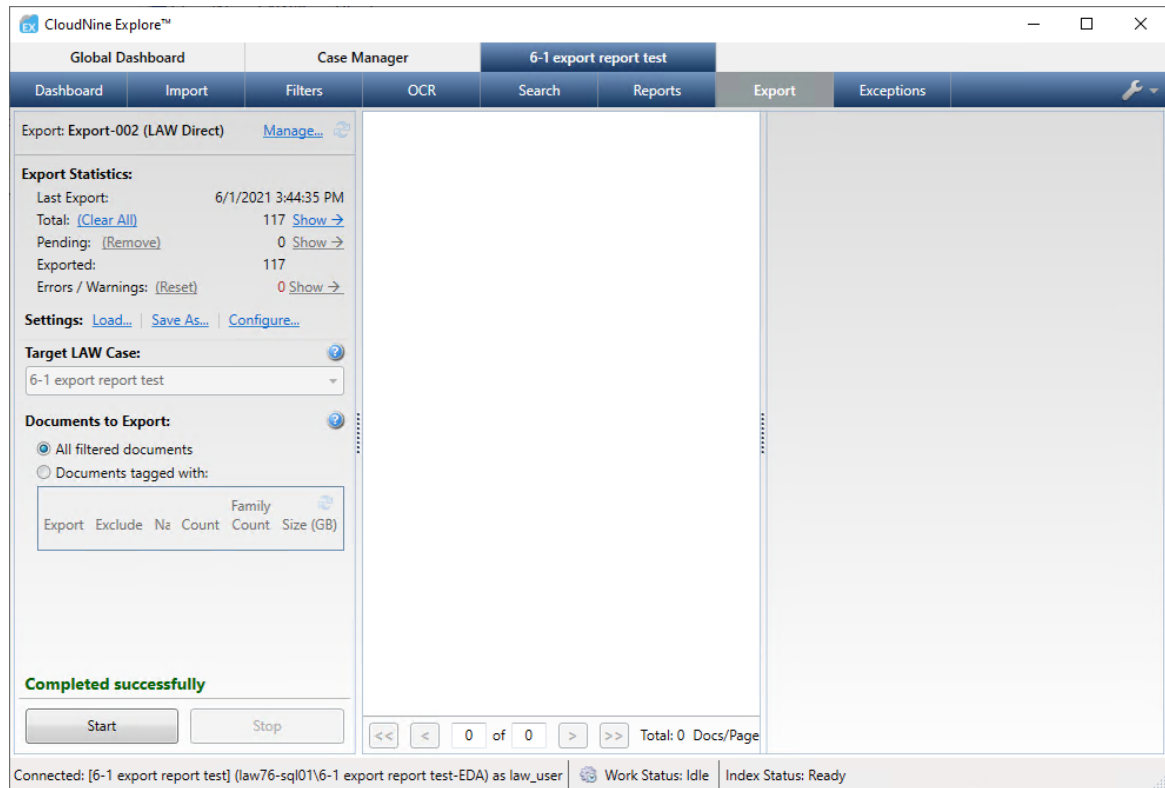 EX CloudNine Explore™
Global Dashboard Case Manager 6-1 export report test
Dashboard Import Filters OCR Search Reports Export Exceptions
Export: Export-002 (LAW Direct) Manage...
Export Statistics:
Last Export: 6/1/2021 3:44:35 PM
Total: (Clear All) 117 Show →
Pending: (Remove) 0 Show →
Exported: 117
Errors / Warnings: (Reset) 0 Show →
Settings: Load... | Save As... | Configure...
Target LAW Case: ?
6-1 export report test
Documents to Export: ?
All filtered documents
Documents tagged with:
Family
Export Exclude Na Count Count Size (GB)
Completed successfully
Start Stop
<< < 0 of 0 > >> Total: 0 Docs/Page
Connected: [6-1 export report test] (law76-sql01\6-1 export report test-EDA) as law_user Work Status: Idle Index Status: Ready